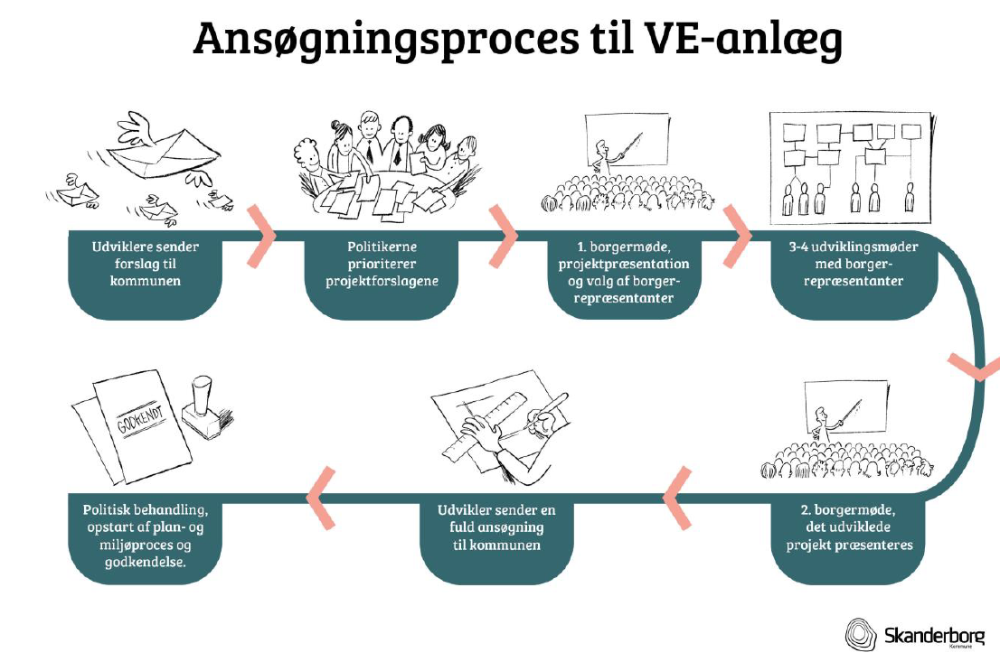 Ansøgningsproces til VE-anlæg
Udviklere sender
forslag til
kommunen
Politikerne
prioriterer
projektforslagene
1. borgermøde,
projektpræsentation
og valg af borger-
repræsentanter
3-4 udviklingsmøder
med borger-
repræsentanter
2. borgermøde,
det udviklede
projekt præsenteres
Udvikler sender en
fuld ansøgning
til kommunen
GODKENDT
Politisk behandling,
opstart af plan- og
miljøproces og
godkendelse.
Skanderborg
Kommune